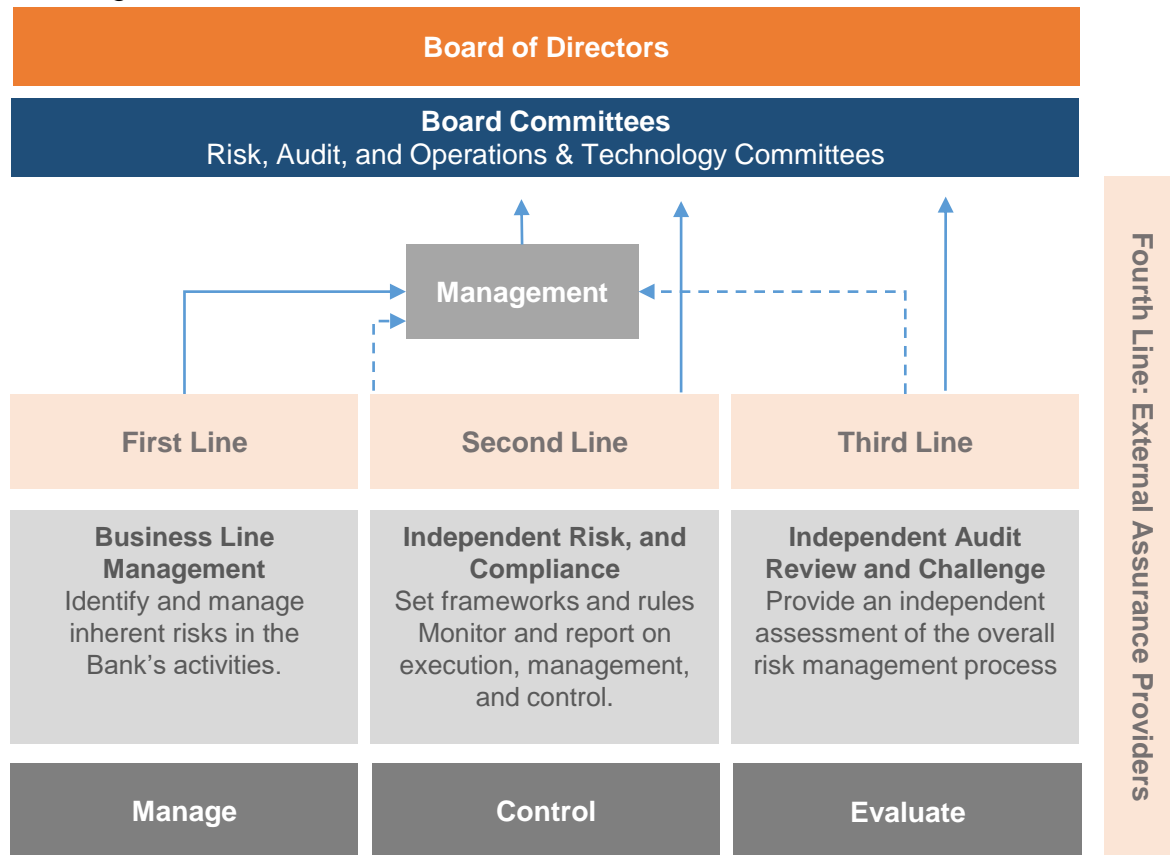 Board of Directors
Board Committees
Risk, Audit, and Operations & Technology Committees
Management
First Line
Second Line
Third Line
Business Line
Management
Identify and manage
inherent risks in the
Bank's activities.
Independent Risk, and
Compliance
Set frameworks and rules
Monitor and report on
execution, management,
and control.
Independent Audit
Review and Challenge
Provide an independent
assessment of the overall
risk management process
Manage
Control
Evaluate
Fourth Line: External Assurance Providers